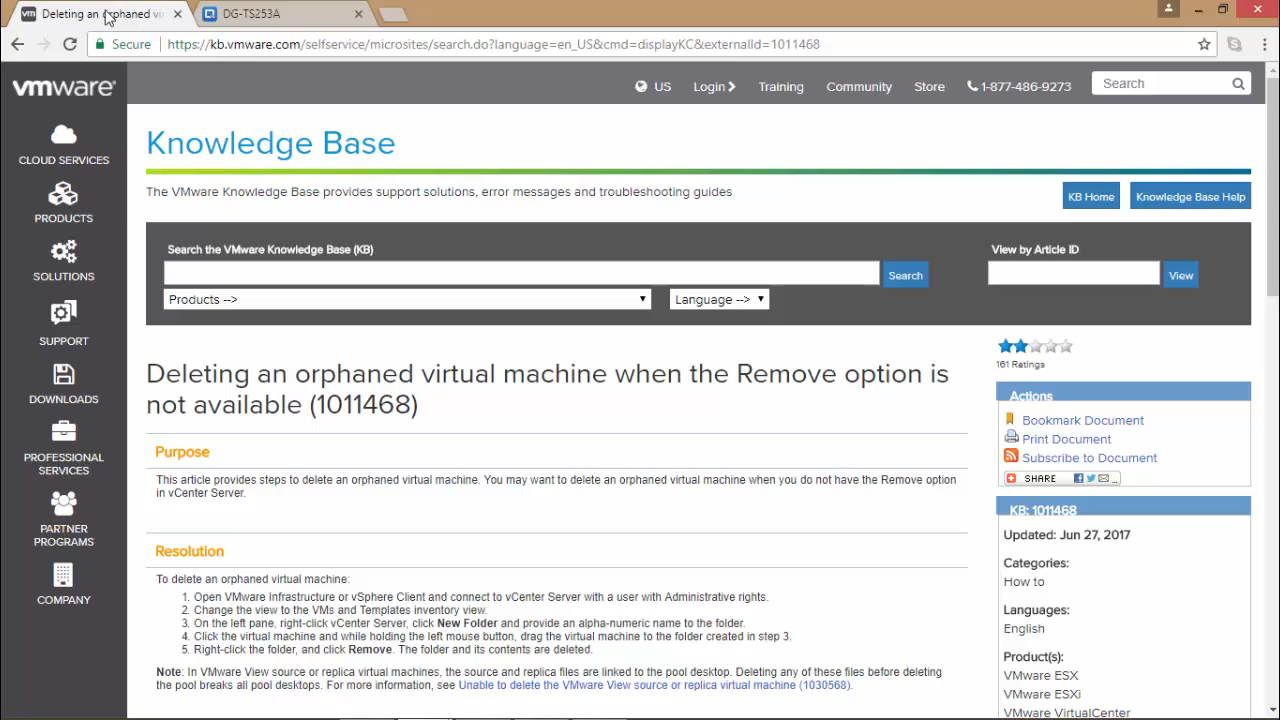 Deleting an orphaned vi
DG-TS253A
Secure
https://kb.vmware.com/selfservice/microsites/search.do?language=en_US&cmd=displayKC&externalId=1011468
vmware
US
Login
Training
Community
Store
1-877-486-9273
Search
CLOUD SERVICES
PRODUCTS
SOLUTIONS
SUPPORT
DOWNLOADS
PROFESSIONAL
SERVICES
PARTNER
PROGRAMS
COMPANY
Knowledge Base
The VMware Knowledge Base provides support solutions, error messages and troubleshooting guides
KB Home
Knowledge Base Help
Search the VMware Knowledge Base (KB)
View by Article ID
Search
View
Products -->
Language -->
161 Ratings
Deleting an orphaned virtual machine when the Remove option is
not available (1011468)
Purpose
This article provides steps to delete an orphaned virtual machine. You may want to delete an orphaned virtual machine when you do not have the Remove option
in vCenter Server.
Resolution
To delete an orphaned virtual machine:
1. Open VMware Infrastructure or vSphere Client and connect to vCenter Server with a user with Administrative rights.
2. Change the view to the VMs and Templates inventory view.
3. On the left pane, right-click vCenter Server, click New Folder and provide an alpha-numeric name to the folder.
4. Click the virtual machine and while holding the left mouse button, drag the virtual machine to the folder created in step 3.
5. Right-click the folder, and click Remove. The folder and its contents are deleted.
Note: In VMware View source or replica virtual machines, the source and replica files are linked to the pool desktop. Deleting any of these files before deleting
the pool breaks all pool desktops. For more information, see Unable to delete the VMware View source or replica virtual machine (1030568).
Actions
Bookmark Document
Print Document
Subscribe to Document
SHARE
KB: 1011468
Updated: Jun 27, 2017
Categories:
How to
Languages:
English
Product(s):
VMware ESX
VMware ESXi
VMware VirtualCenter